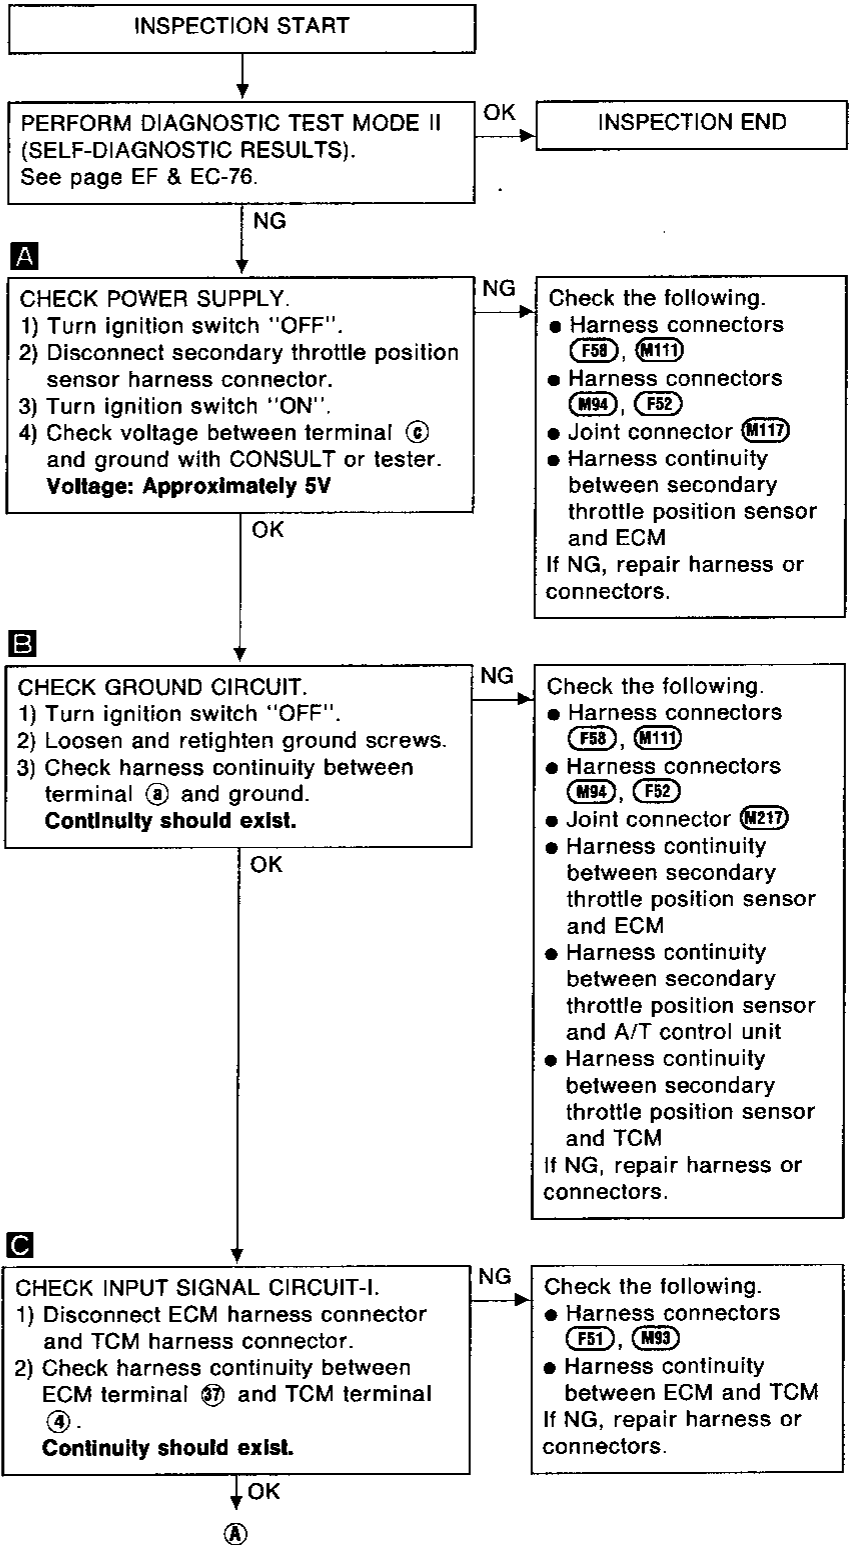 INSPECTION START
PERFORM DIAGNOSTIC TEST MODE II
(SELF-DIAGNOSTIC RESULTS).
See page EF & EC-76.
OK
INSPECTION END
NG
A
CHECK POWER SUPPLY.
1) Turn ignition switch "OFF".
2) Disconnect secondary throttle position
sensor harness connector.
3) Turn ignition switch "ON".
4) Check voltage between terminal ⓒ
and ground with CONSULT or tester.
Voltage: Approximately 5V
NG
Check the following.
● Harness connectors
F58, M111
● Harness connectors
M94, F52
● Joint connector M117
● Harness continuity
between secondary
throttle position sensor
and ECM
If NG, repair harness or
connectors.
OK
B
CHECK GROUND CIRCUIT.
1) Turn ignition switch "OFF".
2) Loosen and retighten ground screws.
3) Check harness continuity between
terminal ⓐ and ground.
Continuity should exist.
NG
Check the following.
● Harness connectors
F58, M111
● Harness connectors
M94, F52
● Joint connector M217
● Harness continuity
between secondary
throttle position sensor
and ECM
● Harness continuity
between secondary
throttle position sensor
and A/T control unit
● Harness continuity
between secondary
throttle position sensor
and TCM
If NG, repair harness or
connectors.
OK
C
CHECK INPUT SIGNAL CIRCUIT-I.
1) Disconnect ECM harness connector
and TCM harness connector.
2) Check harness continuity between
ECM terminal ㊲ and TCM terminal
④.
Continuity should exist.
NG
Check the following.
● Harness connectors
F51, M93
● Harness continuity
between ECM and TCM
If NG, repair harness or
connectors.
OK
Ⓐ